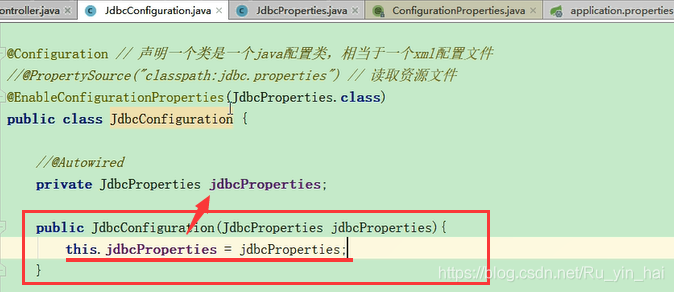 ontroller.java JdbcConfiguration.java JdbcProperties.java ConfigurationProperties.java application.properties
@Configuration // 声明一个类是一个java配置类，相当于一个xml配置文件
//@PropertySource("classpath:jdbc.properties") // 读取资源文件
@EnableConfigurationProperties(JdbcProperties.class)
public class JdbcConfiguration {
//@Autowired
private JdbcProperties jdbcProperties;
public JdbcConfiguration(JdbcProperties jdbcProperties){
this.jdbcProperties = jdbcProperties;
}
https://blog.csdn.net/Ru_yin_hai